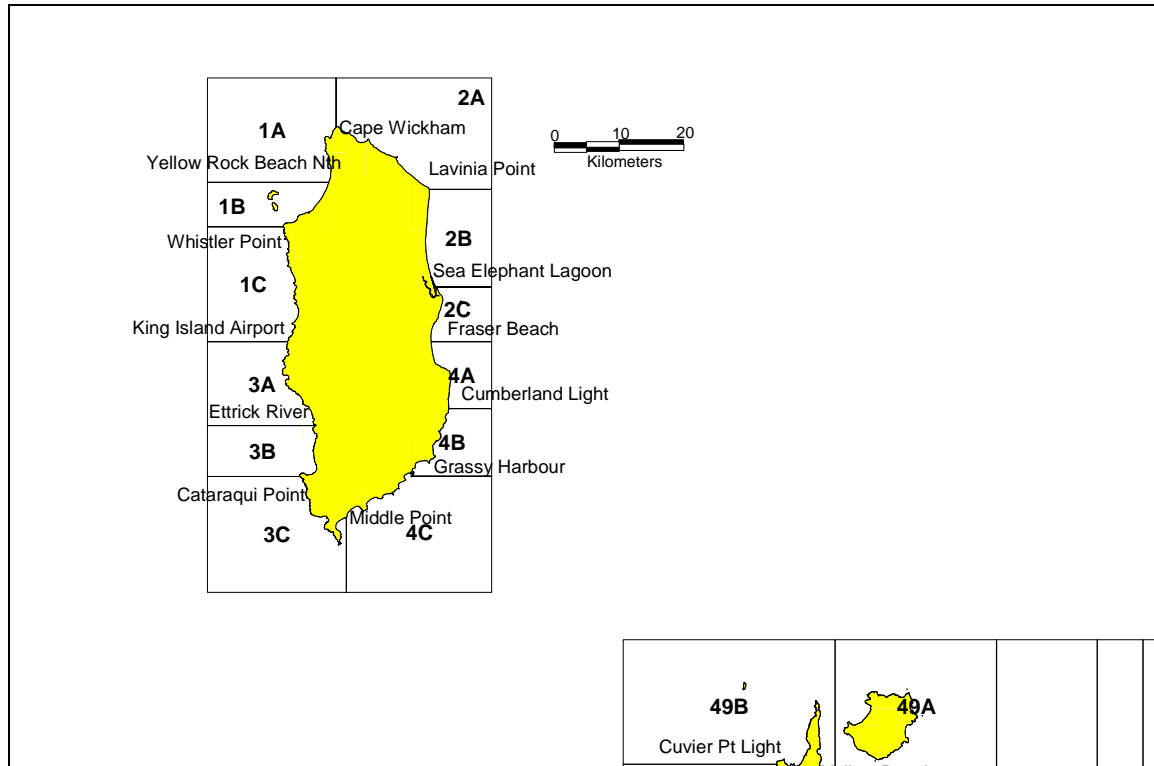 2A
1A
Cape Wickham
0 10 20
Kilometers
Yellow Rock Beach Nth
Lavinia Point
1B
Whistler Point
2B
Sea Elephant Lagoon
1C
2C
King Island Airport
Fraser Beach
3A
4A
Cumberland Light
Ettrick River
3B
4B
Grassy Harbour
Cataraqui Point
Middle Point
3C
4C
49B
49A
Cuvier Pt Light